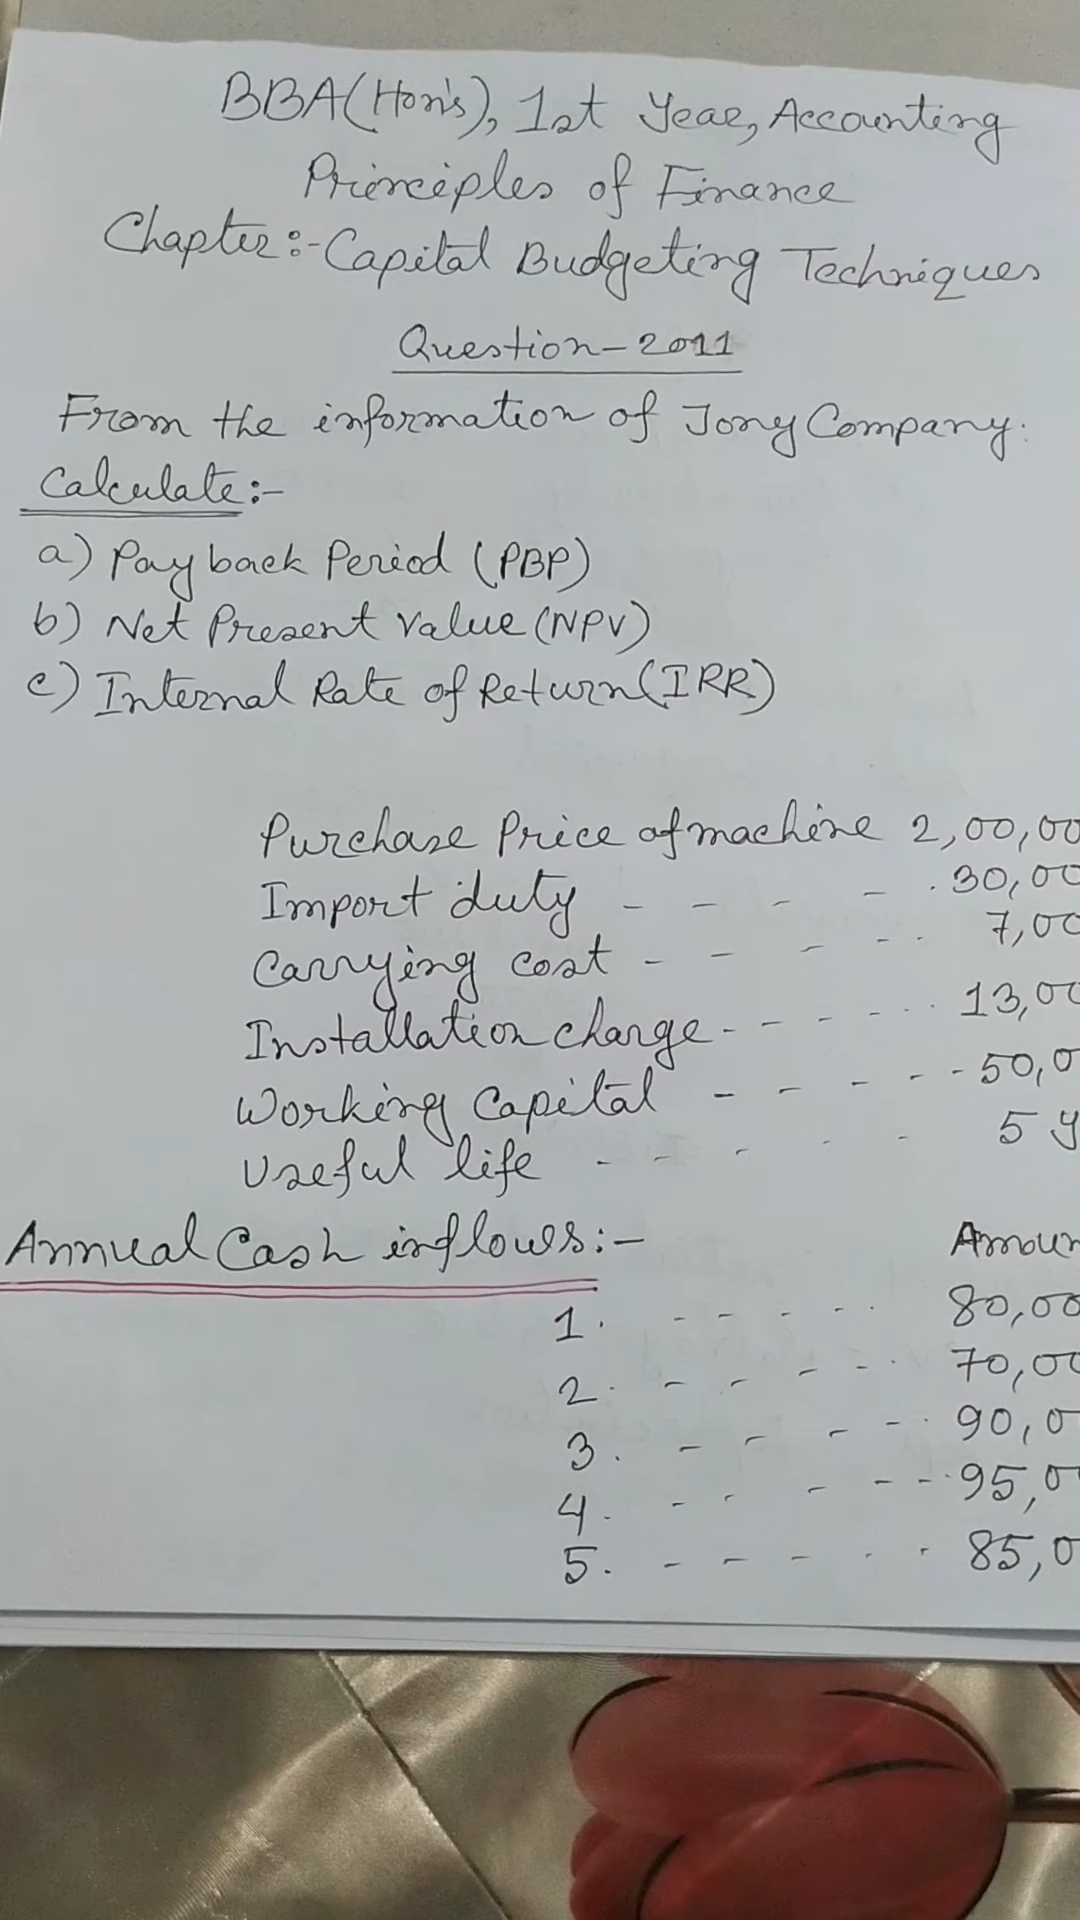 BBA(Hon's), 1st Year, Accounting
Principles of Finance
Chapter:- Capital Budgeting Techniques
Question-2011
From the information of Jony Company.
Calculate:-
a) Pay back Period (PBP)
b) Net Present Value (NPV)
c) Internal Rate of Return (IRR)
Purchase Price of machine 2,00,00
Import duty - - - - . 30,00
Carrying cost - - - - - . 7,00
Installation charge - - - - - . . 13,00
Working Capital - - - - - 50,0
Useful life - - - - - 5 y
Annual Cash inflows:- Amoun
1. - - - - . . 80,00
2. - - - - . . 70,00
3. - - - - . 90,0
4. - - - - - . 95,0
5. - - - . . . 85,0